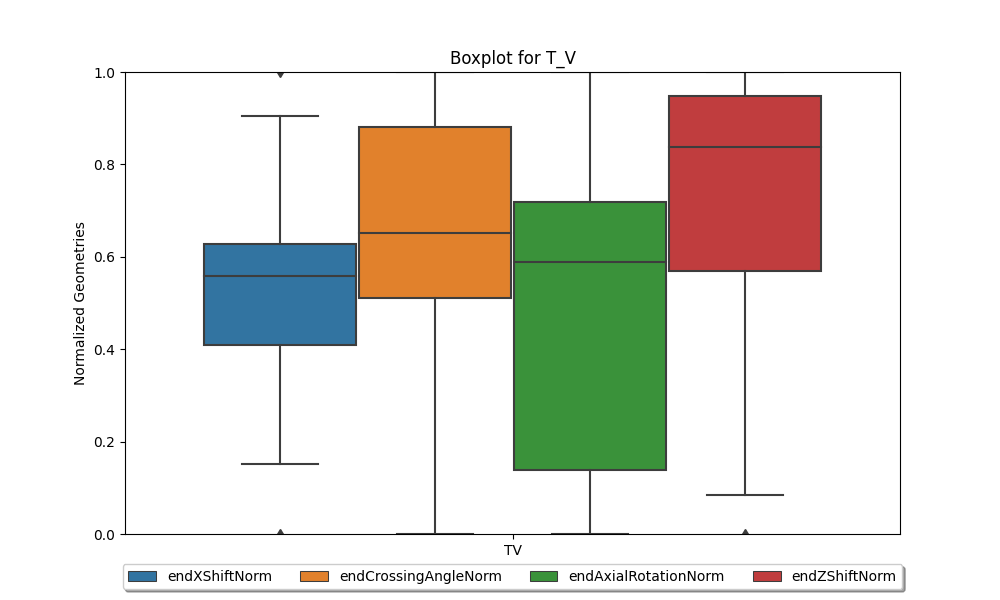 Boxplot for T_V
1.0
0.8
0.6
0.4
0.2
0.0
Normalized Geometries
TV
endXShiftNorm endCrossingAngleNorm endAxialRotationNorm endZShiftNorm